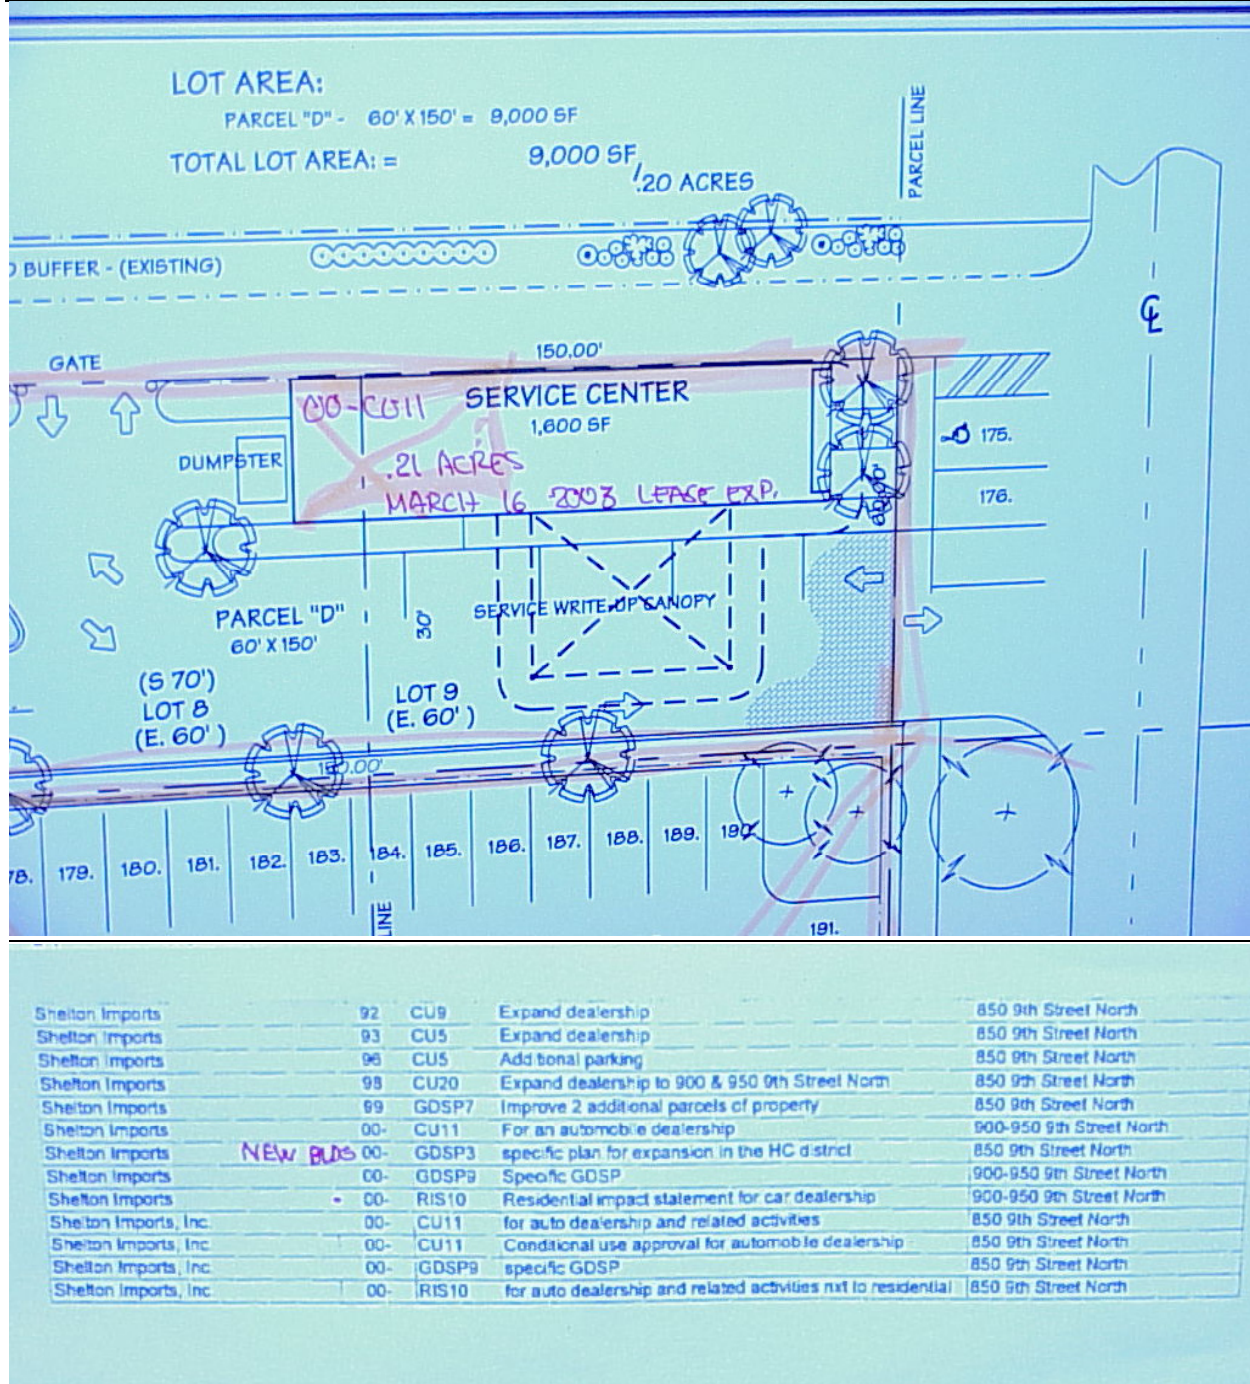 LOT AREA:
PARCEL "D" - 60' X 150' = 9,000 SF
TOTAL LOT AREA: = 9,000 SF
.20 ACRES
PARCEL LINE
BUFFER - (EXISTING)
GATE
150.00'
00-CU11
SERVICE CENTER
1,600 SF
175.
DUMPSTER
.21 ACRES
MARCH 16 2003 LEASE EXP.
176.
PARCEL "D"
60' X 150'
30'
SERVICE WRITE-UP CANOPY
(S 70')
LOT 8
(E. 60')
LOT 9
(E. 60')
78. 179. 180. 181. 182. 183. 184. 185. 186. 187. 188. 189. 190.
LINE
191.
Shelton Imports 92 CU9 Expand dealership 850 9th Street North
Shelton Imports 93 CU5 Expand dealership 850 9th Street North
Shelton Imports 96 CU5 Additional parking 850 9th Street North
Shelton Imports 98 CU20 Expand dealership to 900 & 950 9th Street North 850 9th Street North
Shelton Imports 99 GDSP7 Improve 2 additional parcels of property 850 9th Street North
Shelton Imports 00- CU11 For an automobile dealership 900-950 9th Street North
Shelton Imports NEW BLDS 00- GDSP3 specific plan for expansion in the HC district 850 9th Street North
Shelton Imports 00- GDSP9 Specific GDSP 900-950 9th Street North
Shelton Imports 00- RIS10 Residential impact statement for car dealership 900-950 9th Street North
Shelton Imports, Inc. 00- CU11 for auto dealership and related activities 850 9th Street North
Shelton Imports, Inc 00- CU11 Conditional use approval for automobile dealership 850 9th Street North
Shelton Imports, Inc 00- GDSP9 specific GDSP 850 9th Street North
Shelton Imports, Inc 00- RIS10 for auto dealership and related activities nxt to residential 850 9th Street North